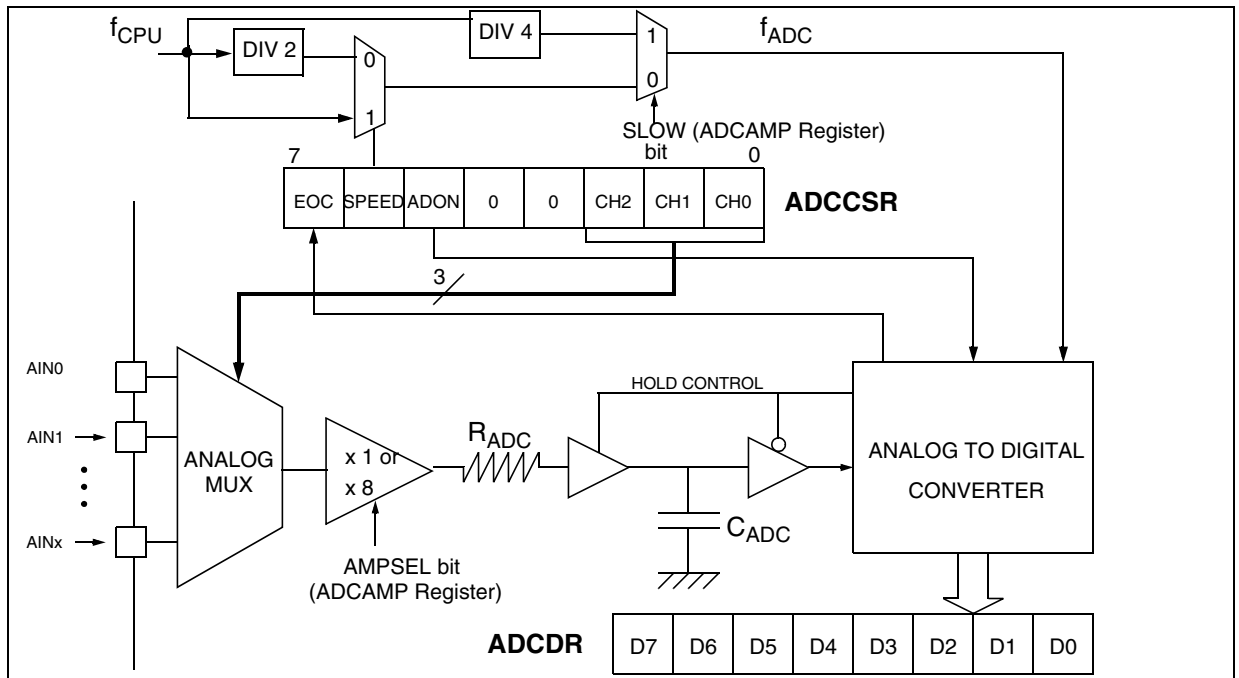 fCPU
DIV 2
DIV 4
0
1
1
0
fADC
SLOW (ADCAMP Register)
bit
7
0
EOC
SPEED
ADON
0
0
CH2
CH1
CH0
ADCCSR
3
AIN0
AIN1
AINx
ANALOG
MUX
x 1 or
x 8
AMPSEL bit
(ADCAMP Register)
RADC
HOLD CONTROL
CADC
ANALOG TO DIGITAL
CONVERTER
ADCDR
D7
D6
D5
D4
D3
D2
D1
D0